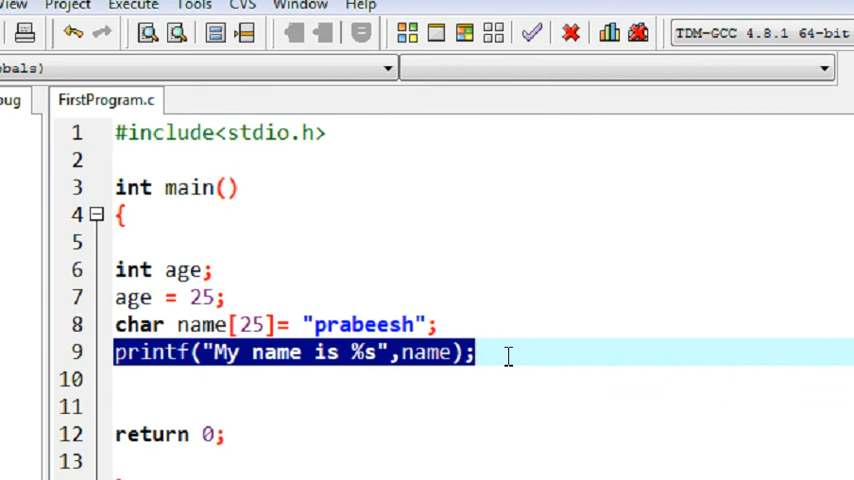 View Project Execute Tools CVS Window Help
TDM-GCC 4.8.1 64-bit
FirstProgram.c
1 #include<stdio.h>
2
3 int main()
4 {
5
6 int age;
7 age = 25;
8 char name[25]= "prabeesh";
9 printf("My name is %s",name);
10
11
12 return 0;
13